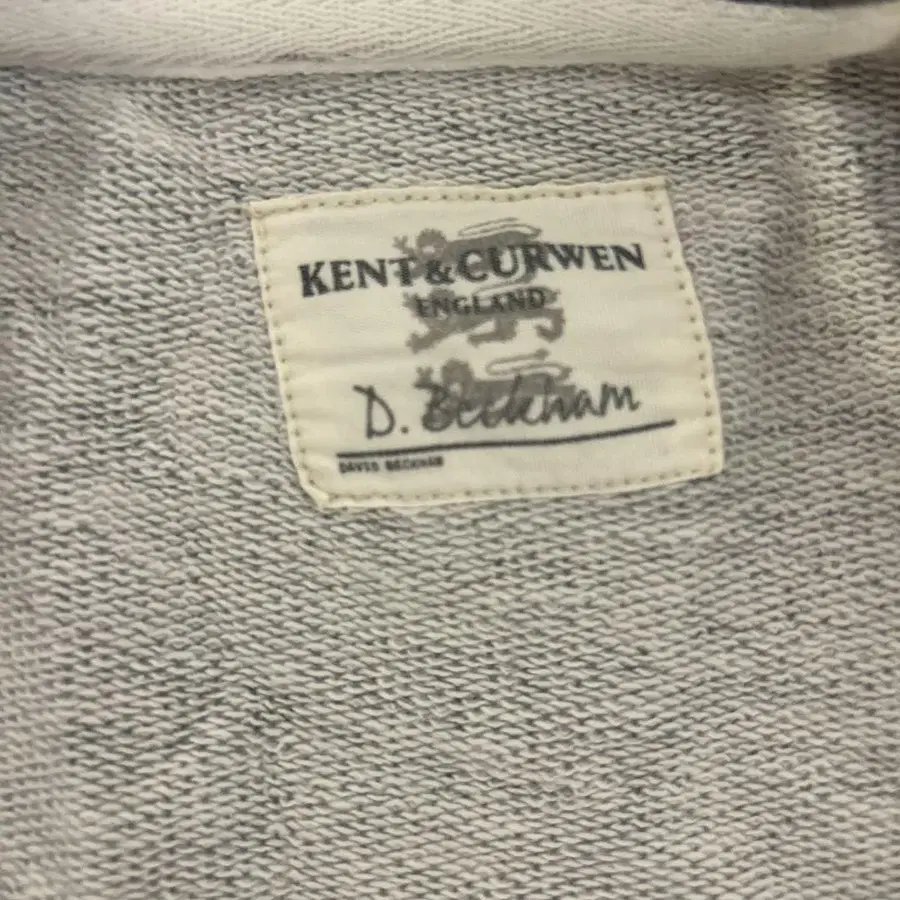 KENT & CURWEN
ENGLAND
D. Beckham
DAVID BECKHAM